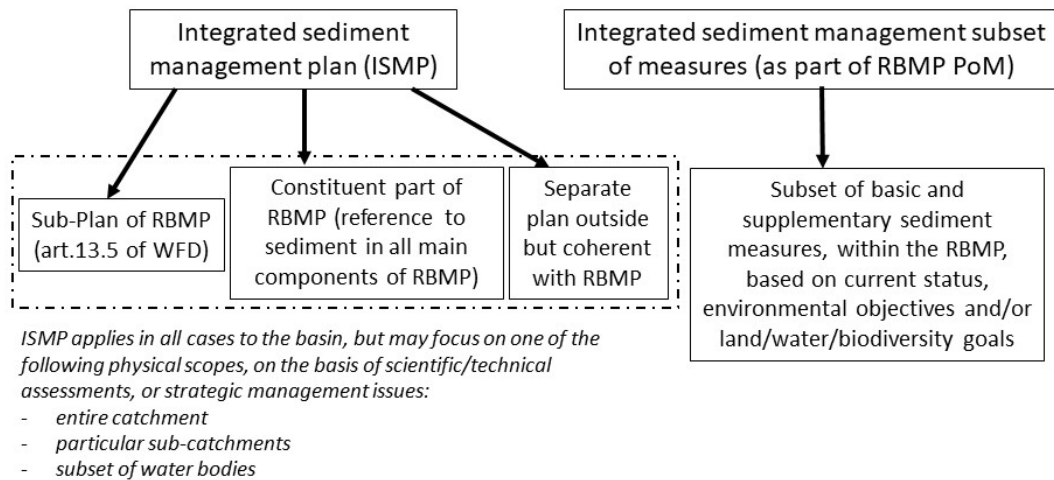 Integrated sediment
management plan (ISMP)
Integrated sediment management subset
of measures (as part of RBMP PoM)
Sub-Plan of RBMP
(art.13.5 of WFD)
Constituent part of
RBMP (reference to
sediment in all main
components of RBMP)
Separate
plan outside
but coherent
with RBMP
Subset of basic and
supplementary sediment
measures, within the RBMP,
based on current status,
environmental objectives and/or
land/water/biodiversity goals
ISMP applies in all cases to the basin, but may focus on one of the
following physical scopes, on the basis of scientific/technical
assessments, or strategic management issues:
- entire catchment
- particular sub-catchments
- subset of water bodies